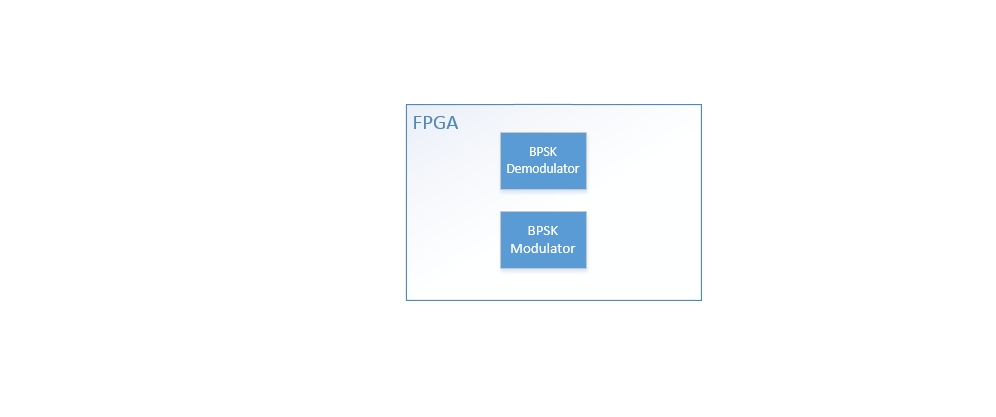 FPGA
BPSK
Demodulator
BPSK
Modulator